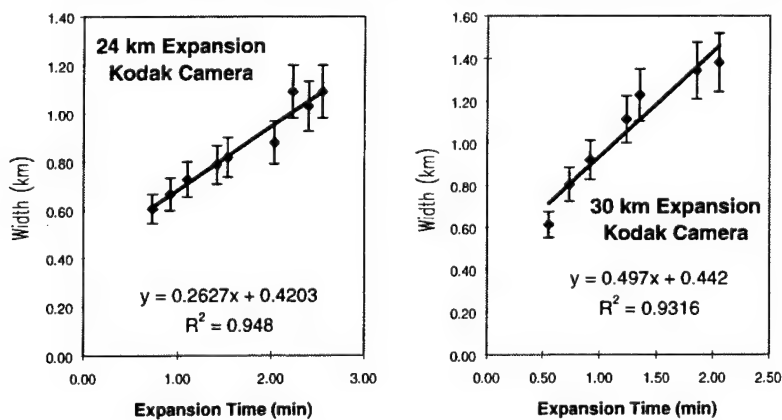 1.40
1.20
1.00
0.80
0.60
0.40
0.20
0.00
Width (km)
24 km Expansion
Kodak Camera
y = 0.2627x + 0.4203
R² = 0.948
0.00 1.00 2.00 3.00
Expansion Time (min)
1.60
1.40
1.20
1.00
0.80
0.60
0.40
0.20
0.00
Width (km)
30 km Expansion
Kodak Camera
y = 0.497x + 0.442
R² = 0.9316
0.00 0.50 1.00 1.50 2.00 2.50
Expansion Time (min)